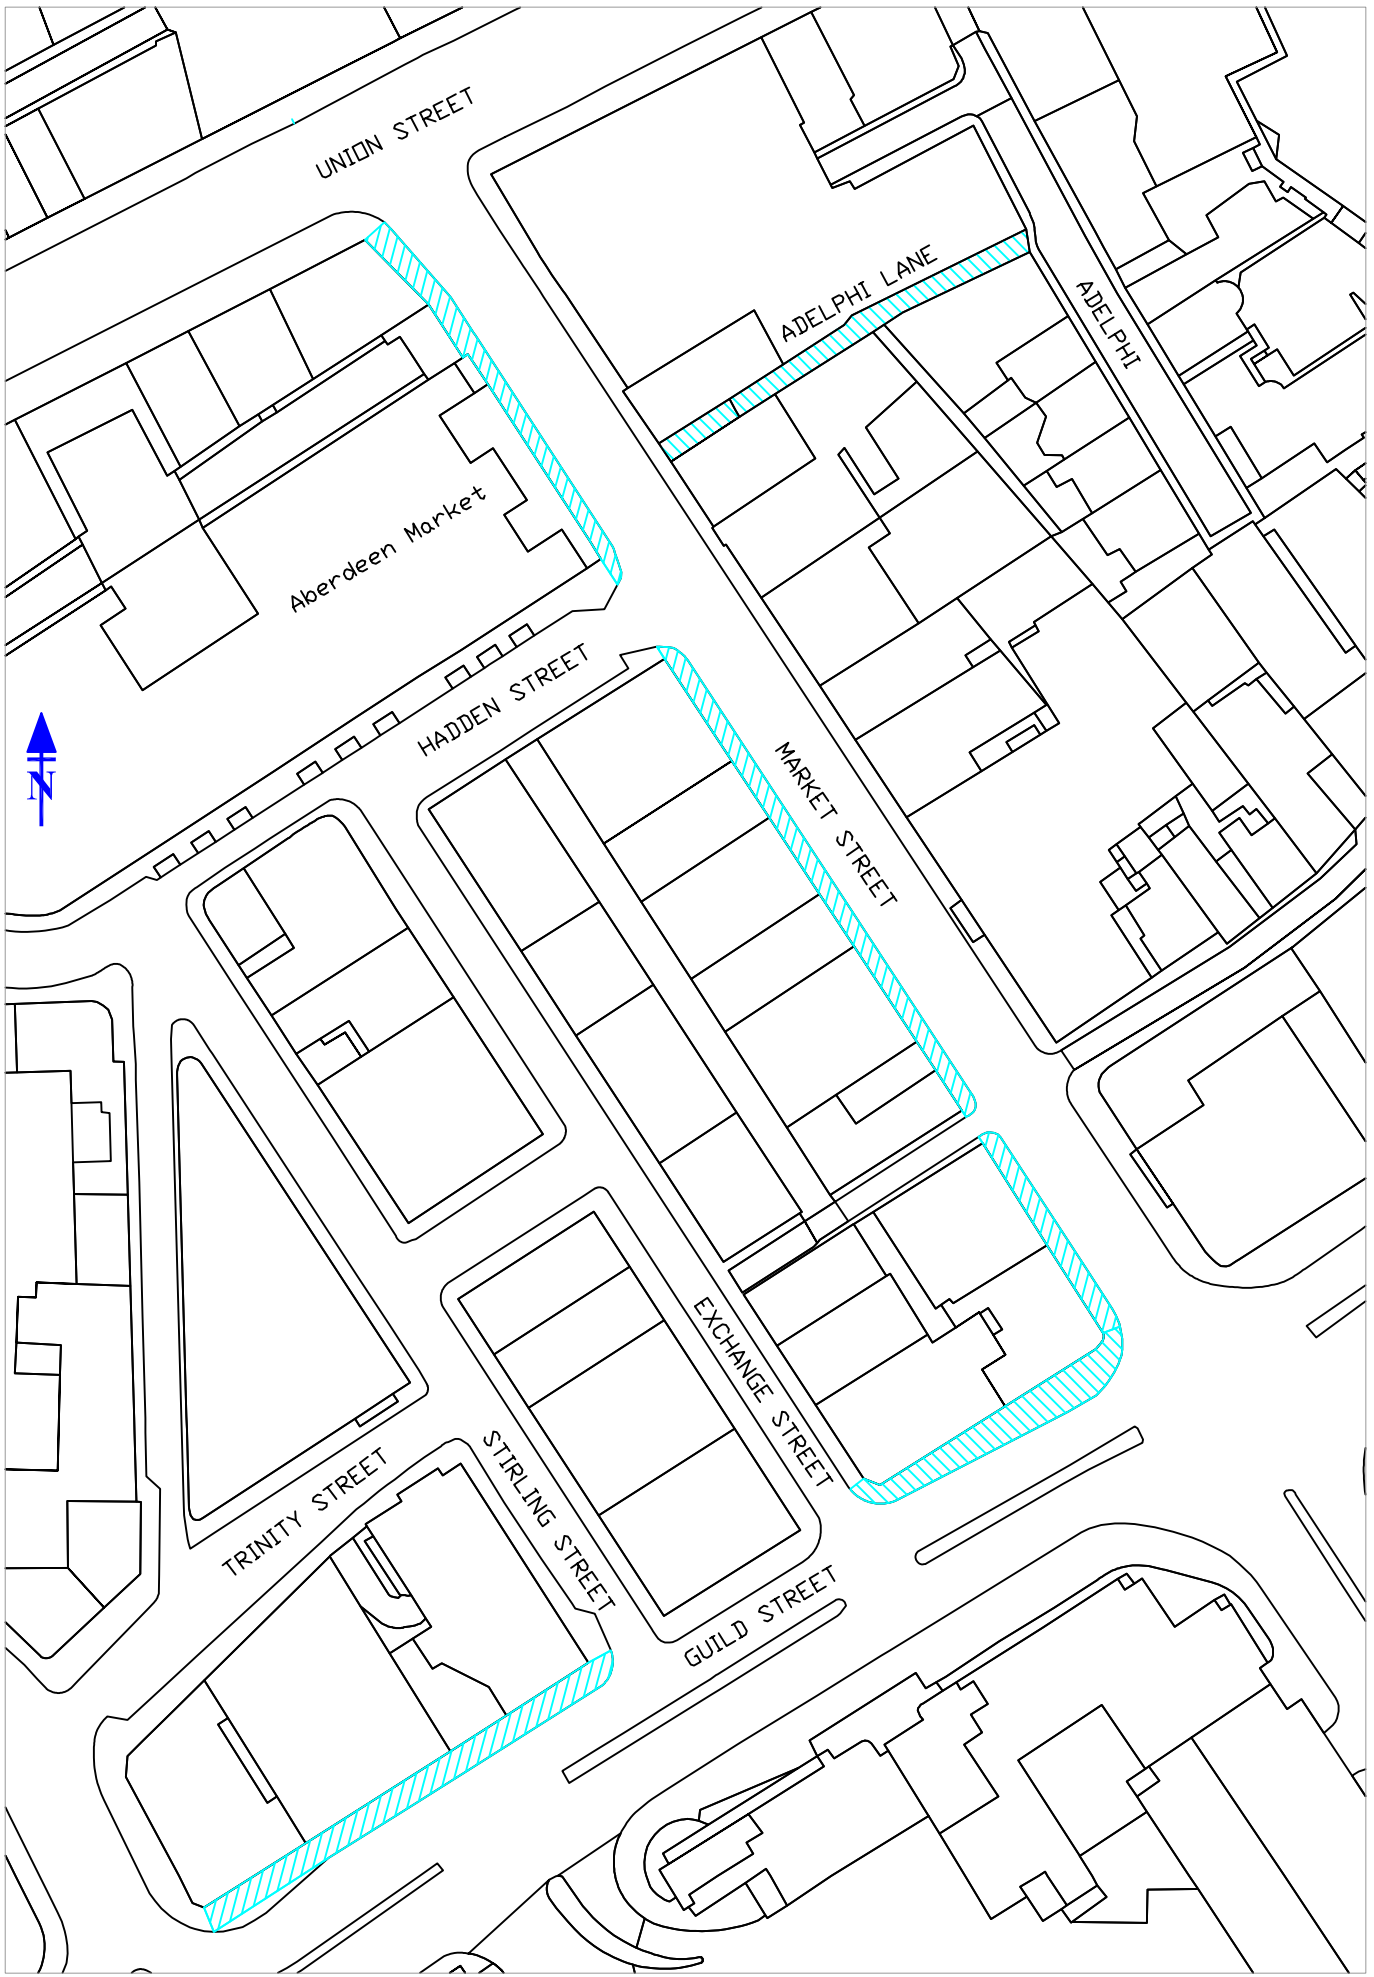 UNION STREET
ADELPHI LANE
ADELPHI
Aberdeen Market
HADDEN STREET
N
MARKET STREET
EXCHANGE STREET
STIRLING STREET
TRINITY STREET
GUILD STREET